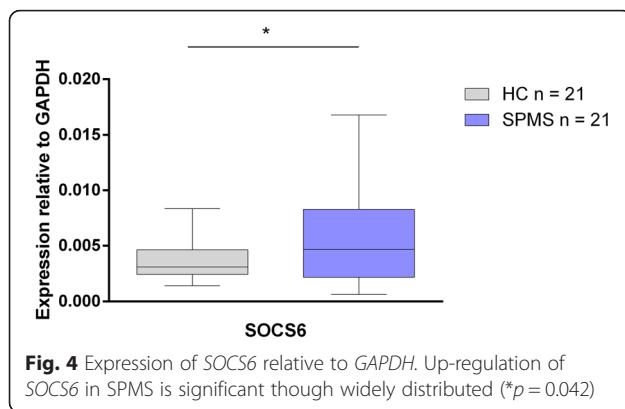 *
0.020
0.015
0.010
0.005
0.000
Expression relative to GAPDH
SOCS6
HC n = 21
SPMS n = 21
Fig. 4 Expression of SOCS6 relative to GAPDH. Up-regulation of
SOCS6 in SPMS is significant though widely distributed (*p = 0.042)